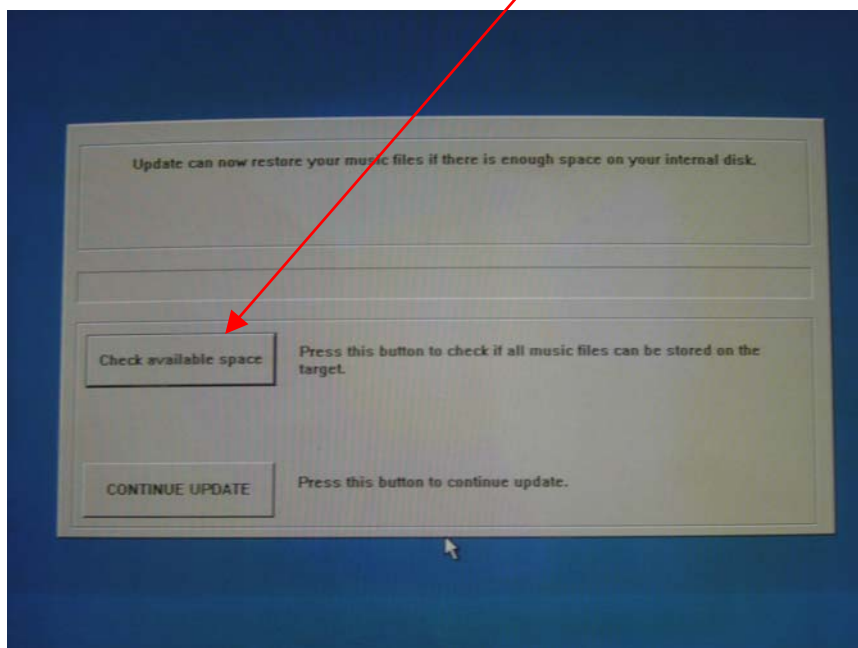 Update can now restore your music files if there is enough space on your internal disk.
Check available space
Press this button to check if all music files can be stored on the
target.
CONTINUE UPDATE
Press this button to continue update.